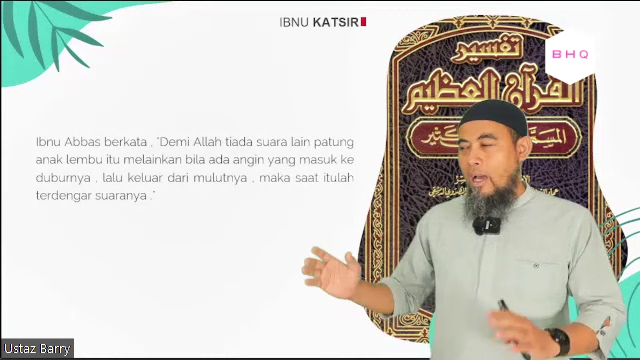 IBNU KATSIR
BHQ
تفسير
القرآن العظيم
Ibnu Abbas berkata , "Demi Allah tiada suara lain patung
anak lembu itu melainkan bila ada angin yang masuk ke
duburnya , lalu keluar dari mulutnya , maka saat itulah
terdengar suaranya ."
Ustaz Barry